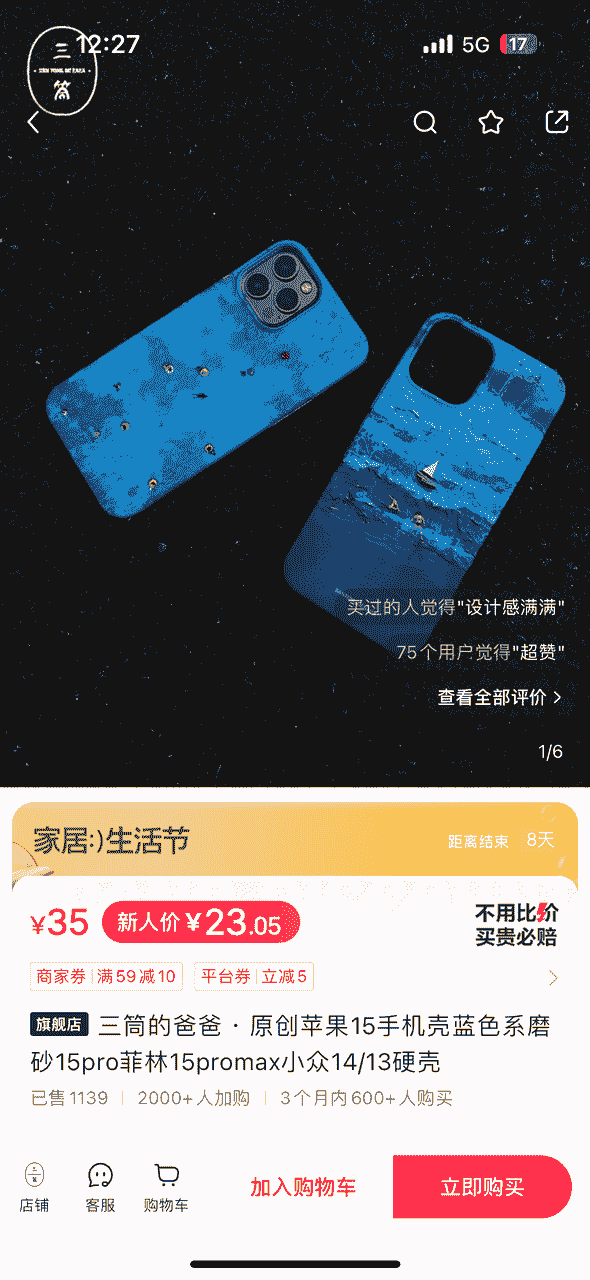 12:27
5G
17
三
筒
买过的人觉得"设计感满满"
75个用户觉得"超赞"
查看全部评价 >
1/6
家居:)生活节
距离结束 8天
¥35 新人价¥23.05
不用比价
买贵必赔
商家券 满59减10 平台券 立减5
旗舰店 三筒的爸爸 · 原创苹果15手机壳蓝色系磨
砂15pro菲林15promax小众14/13硬壳
已售1139 2000+人加购 3个月内600+人购买
店铺 客服 购物车 加入购物车 立即购买